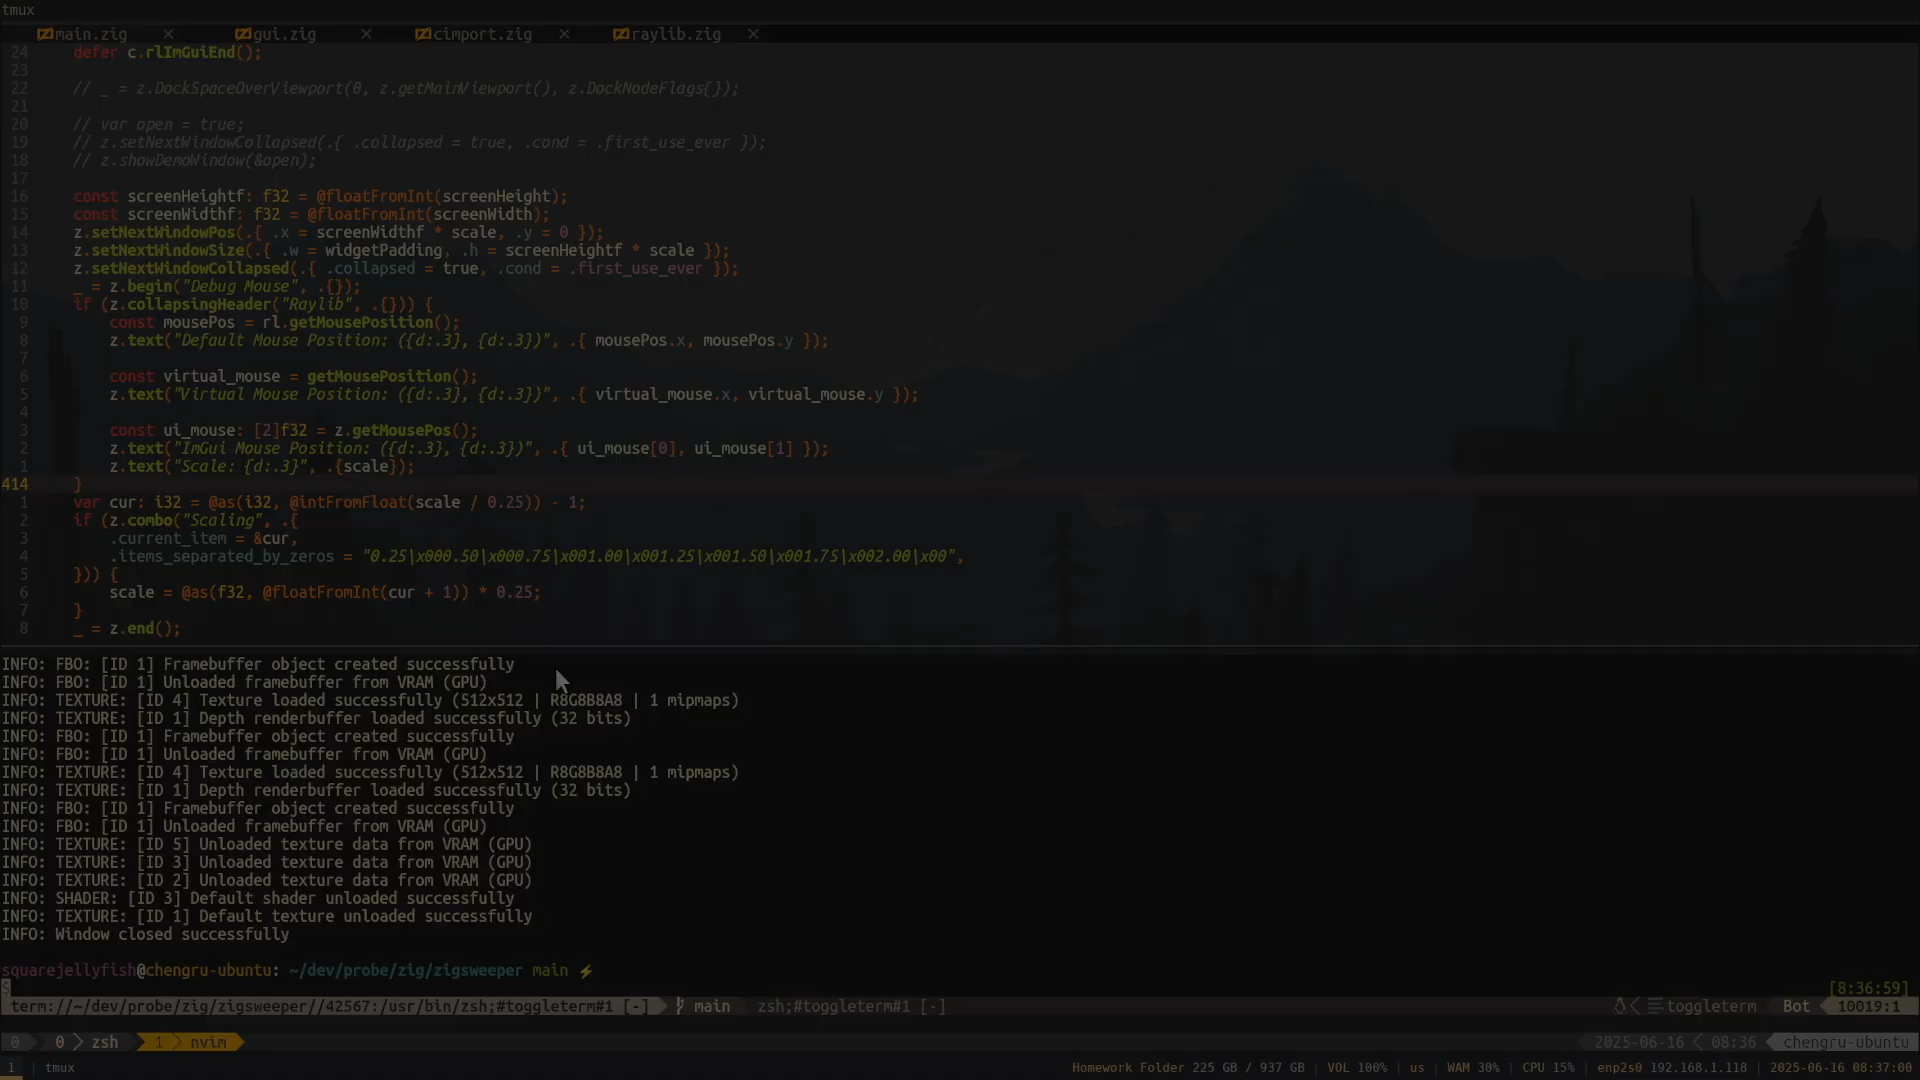 tmux
main.zig × gui.zig × cimport.zig × raylib.zig ×
24 defer c.rlImGuiEnd();
23
22 // _ = z.DockSpaceOverViewport(0, z.getMainViewport(), z.DockNodeFlags{});
21
20 // var open = true;
19 // z.setNextWindowCollapsed(.{ .collapsed = true, .cond = .first_use_ever });
18 // z.showDemoWindow(&open);
17
16 const screenHeightf: f32 = @floatFromInt(screenHeight);
15 const screenWidthf: f32 = @floatFromInt(screenWidth);
14 z.setNextWindowPos(.{ .x = screenWidthf * scale, .y = 0 });
13 z.setNextWindowSize(.{ .w = widgetPadding, .h = screenHeightf * scale });
12 z.setNextWindowCollapsed(.{ .collapsed = true, .cond = .first_use_ever });
11 _ = z.begin("Debug Mouse", .{});
10 if (z.collapsingHeader("Raylib", .{})) {
9 const mousePos = rl.getMousePosition();
8 z.text("Default Mouse Position: ({d:.3}, {d:.3})", .{ mousePos.x, mousePos.y });
7
6 const virtual_mouse = getMousePosition();
5 z.text("Virtual Mouse Position: ({d:.3}, {d:.3})", .{ virtual_mouse.x, virtual_mouse.y });
4
3 const ui_mouse: [2]f32 = z.getMousePos();
2 z.text("ImGui Mouse Position: ({d:.3}, {d:.3})", .{ ui_mouse[0], ui_mouse[1] });
1 z.text("Scale: {d:.3}", .{scale});
414 }
1 var cur: i32 = @as(i32, @intFromFloat(scale / 0.25)) - 1;
2 if (z.combo("Scaling", .{
3 .current_item = &cur,
4 .items_separated_by_zeros = "0.25\x000.50\x000.75\x001.00\x001.25\x001.50\x001.75\x002.00\x00",
5 })) {
6 scale = @as(f32, @floatFromInt(cur + 1)) * 0.25;
7 }
8 _ = z.end();
INFO: FBO: [ID 1] Framebuffer object created successfully
INFO: FBO: [ID 1] Unloaded framebuffer from VRAM (GPU)
INFO: TEXTURE: [ID 4] Texture loaded successfully (512x512 | R8G8B8A8 | 1 mipmaps)
INFO: TEXTURE: [ID 1] Depth renderbuffer loaded successfully (32 bits)
INFO: FBO: [ID 1] Framebuffer object created successfully
INFO: FBO: [ID 1] Unloaded framebuffer from VRAM (GPU)
INFO: TEXTURE: [ID 4] Texture loaded successfully (512x512 | R8G8B8A8 | 1 mipmaps)
INFO: TEXTURE: [ID 1] Depth renderbuffer loaded successfully (32 bits)
INFO: FBO: [ID 1] Framebuffer object created successfully
INFO: FBO: [ID 1] Unloaded framebuffer from VRAM (GPU)
INFO: TEXTURE: [ID 5] Unloaded texture data from VRAM (GPU)
INFO: TEXTURE: [ID 3] Unloaded texture data from VRAM (GPU)
INFO: TEXTURE: [ID 2] Unloaded texture data from VRAM (GPU)
INFO: SHADER: [ID 3] Default shader unloaded successfully
INFO: TEXTURE: [ID 1] Default texture unloaded successfully
INFO: Window closed successfully
squarejellyfish@chengru-ubuntu: ~/dev/probe/zig/zigsweeper main ⚡
$ [8:36:59]
term://~/dev/probe/zig/zigsweeper//42567:/usr/bin/zsh;#toggleterm#1 [-] main zsh;#toggleterm#1 [-] toggleterm Bot 10019:1
0 0 zsh 1 nvim 2025-06-16 08:36 chengru-ubuntu
1 | tmux Homework Folder 225 GB / 937 GB | VOL 100% | us | WAM 30% | CPU 15% | enp2s0 192.168.1.118 | 2025-06-16 08:37:00